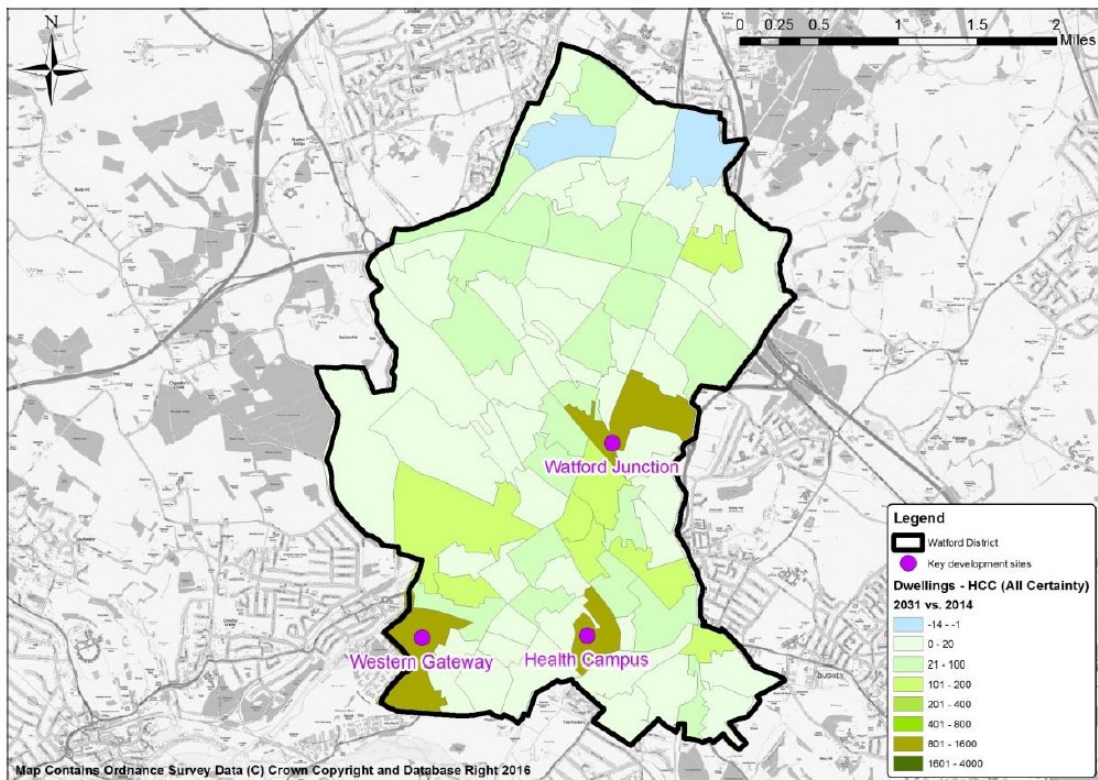 N
0 0.25 0.5 1 1.5 2
Miles
Watford Junction
Western Gateway
Health Campus
BUSHEY
Legend
Watford District
Key development sites
Dwellings - HCC (All Certainty)
2031 vs. 2014
-14 - -1
0 - 20
21 - 100
101 - 200
201 - 400
401 - 800
801 - 1600
1601 - 4000
Map Contains Ordnance Survey Data (C) Crown Copyright and Database Right 2016